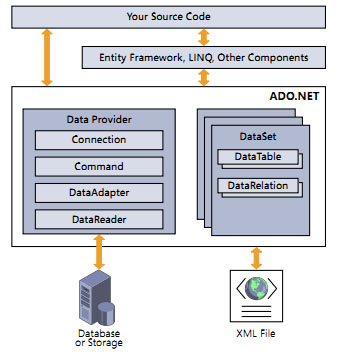 Your Source Code
Entity Framework, LINQ, Other Components
ADO.NET
Data Provider
Connection
Command
DataAdapter
DataReader
DataSet
DataTable
DataRelation
Database
or Storage
XML File